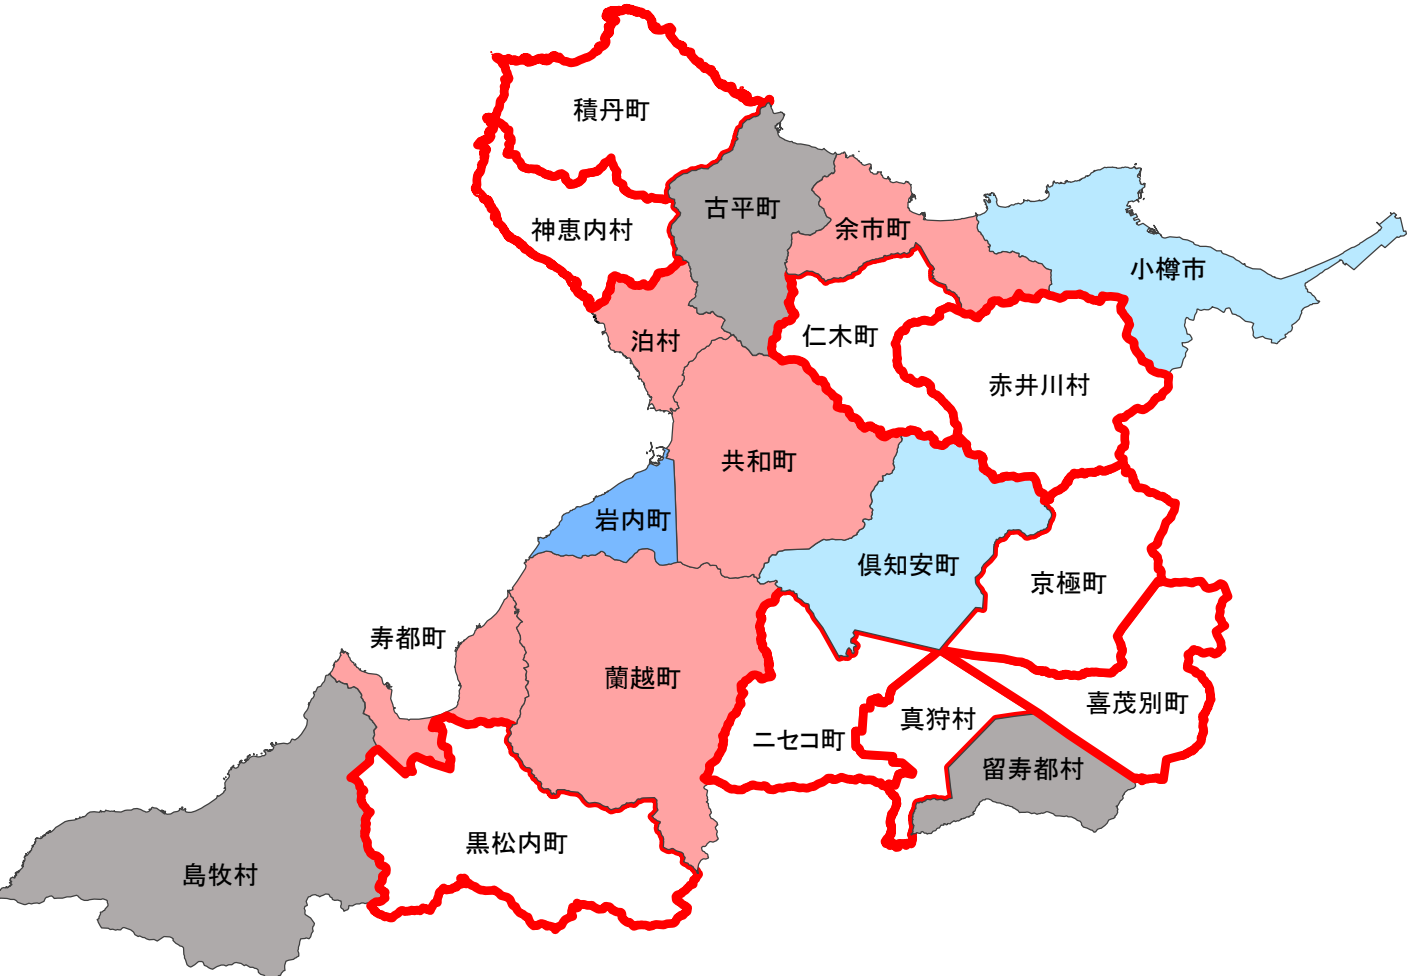 積丹町
古平町
神恵内村
余市町
小樽市
泊村
仁木町
赤井川村
共和町
岩内町
倶知安町
京極町
寿都町
蘭越町
喜茂別町
真狩村
ニセコ町
留寿都村
黒松内町
島牧村